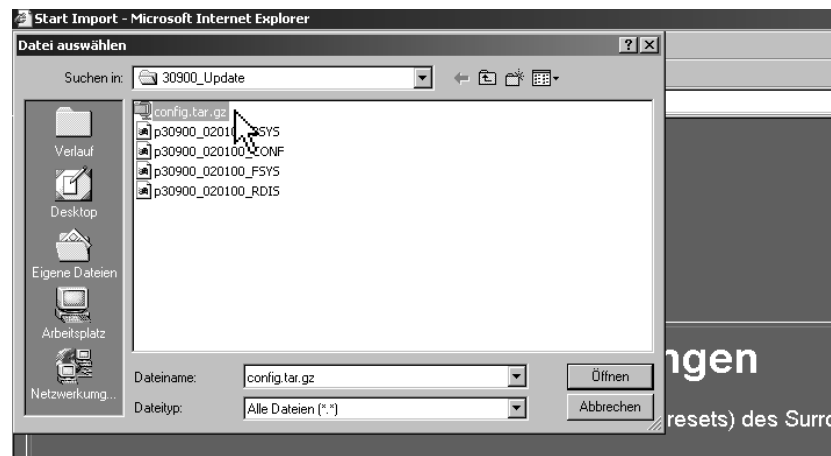 Start Import - Microsoft Internet Explorer
Datei auswählen
Suchen in: 30900_Update
config.tar.gz
p30900_020100_CONF
p30900_020100_FSYS
p30900_020100_RDIS
Verlauf
Desktop
Eigene Dateien
Arbeitsplatz
Netzwerkumg...
Dateiname: config.tar.gz Öffnen
Dateityp: Alle Dateien (*.*) Abbrechen
ngen
resets) des Surro